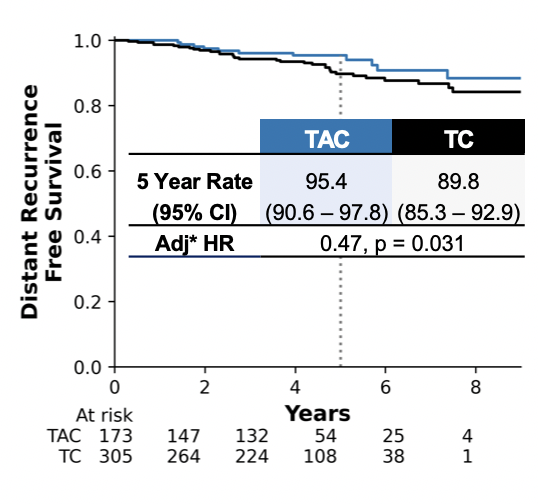 Distant Recurrence
Free Survival
1.0
0.8
0.6
0.4
0.2
0.0
TAC TC
5 Year Rate 95.4 89.8
(95% CI) (90.6 – 97.8) (85.3 – 92.9)
Adj* HR 0.47, p = 0.031
0 2 4 6 8
Years
At risk
TAC 173 147 132 54 25 4
TC 305 264 224 108 38 1